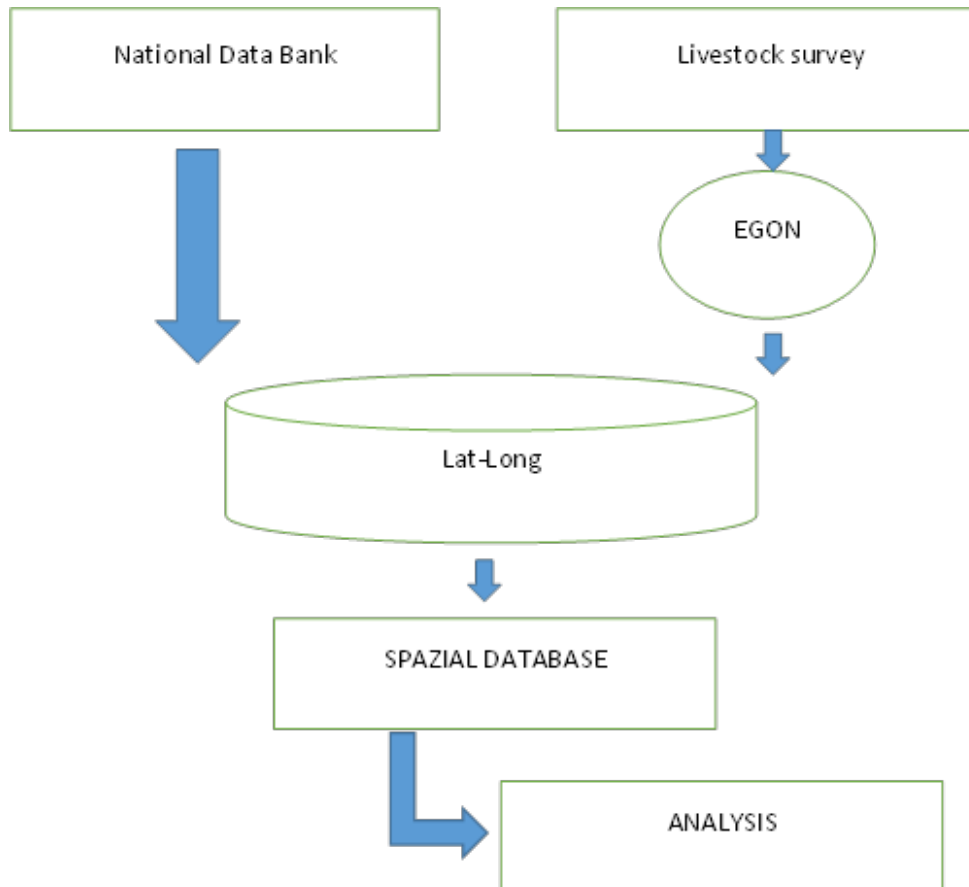 National Data Bank
Livestock survey
EGON
Lat-Long
SPAZIAL DATABASE
ANALYSIS